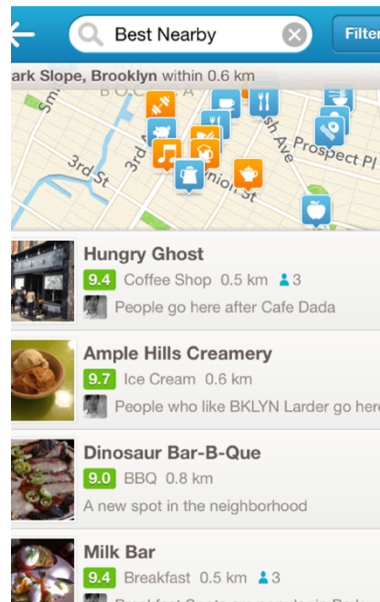 Best Nearby
Filter
ark Slope, Brooklyn within 0.6 km
3rd St
3rd A
Union St
sh Ave
Prospect Pl
Hungry Ghost
9.4 Coffee Shop 0.5 km 3
People go here after Cafe Dada
Ample Hills Creamery
9.7 Ice Cream 0.6 km
People who like BKLYN Larder go here
Dinosaur Bar-B-Que
9.0 BBQ 0.8 km
A new spot in the neighborhood
Milk Bar
9.4 Breakfast 0.5 km 3